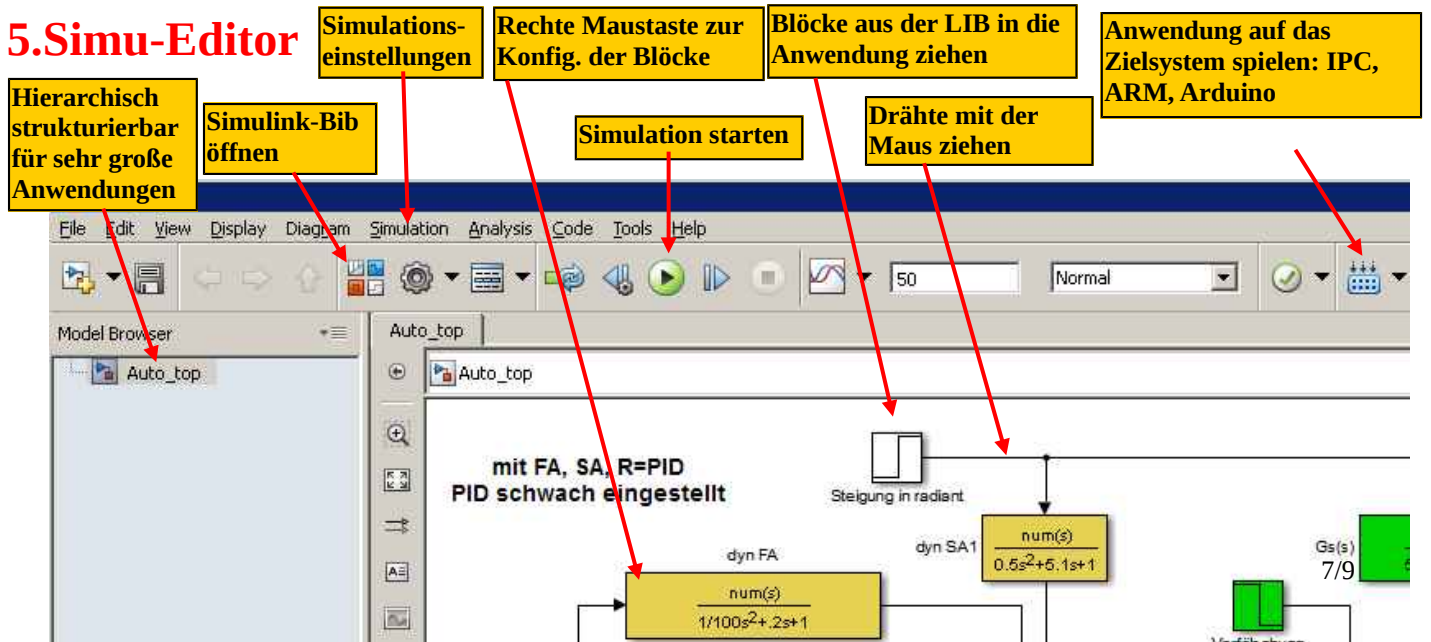 5.Simu-Editor
Simulations-
einstellungen
Rechte Maustaste zur
Konfig. der Blöcke
Blöcke aus der LIB in die
Anwendung ziehen
Anwendung auf das
Zielsystem spielen: IPC,
ARM, Arduino
Hierarchisch
strukturierbar
für sehr große
Anwendungen
Simulink-Bib
öffnen
Simulation starten
Drähte mit der
Maus ziehen
File Edit View Display Diagram Simulation Analysis Code Tools Help
50
Normal
Model Browser
Auto_top
Auto_top
Auto_top
mit FA, SA, R=PID
PID schwach eingestellt
Steigung in radiant
dyn SA1
num(s)
0.5s²+5.1s+1
Gs(s)
7/9
dyn FA
num(s)
1/100s²+.2s+1